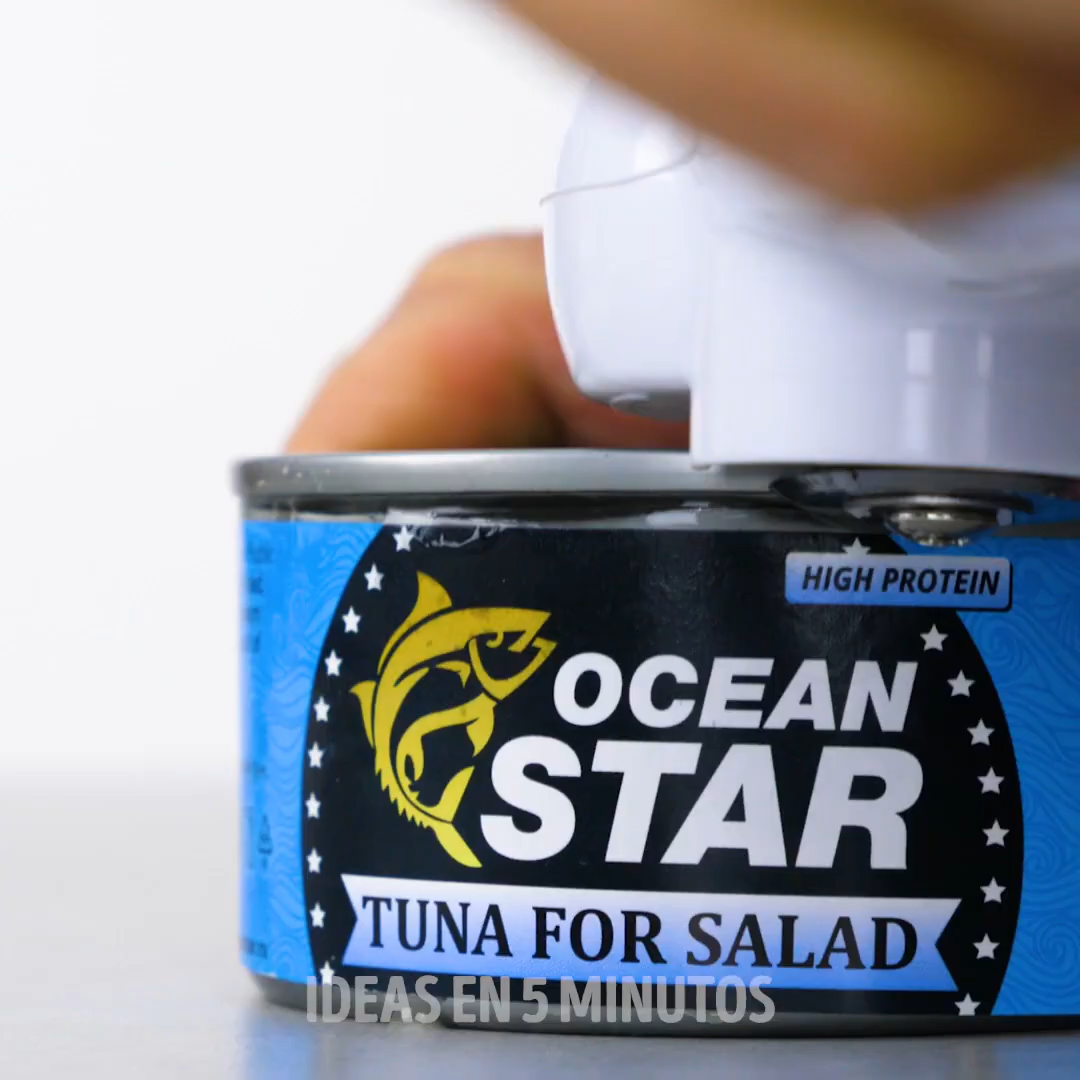 HIGH PROTEIN
OCEAN
STAR
TUNA FOR SALAD
IDEAS EN 5 MINUTOS